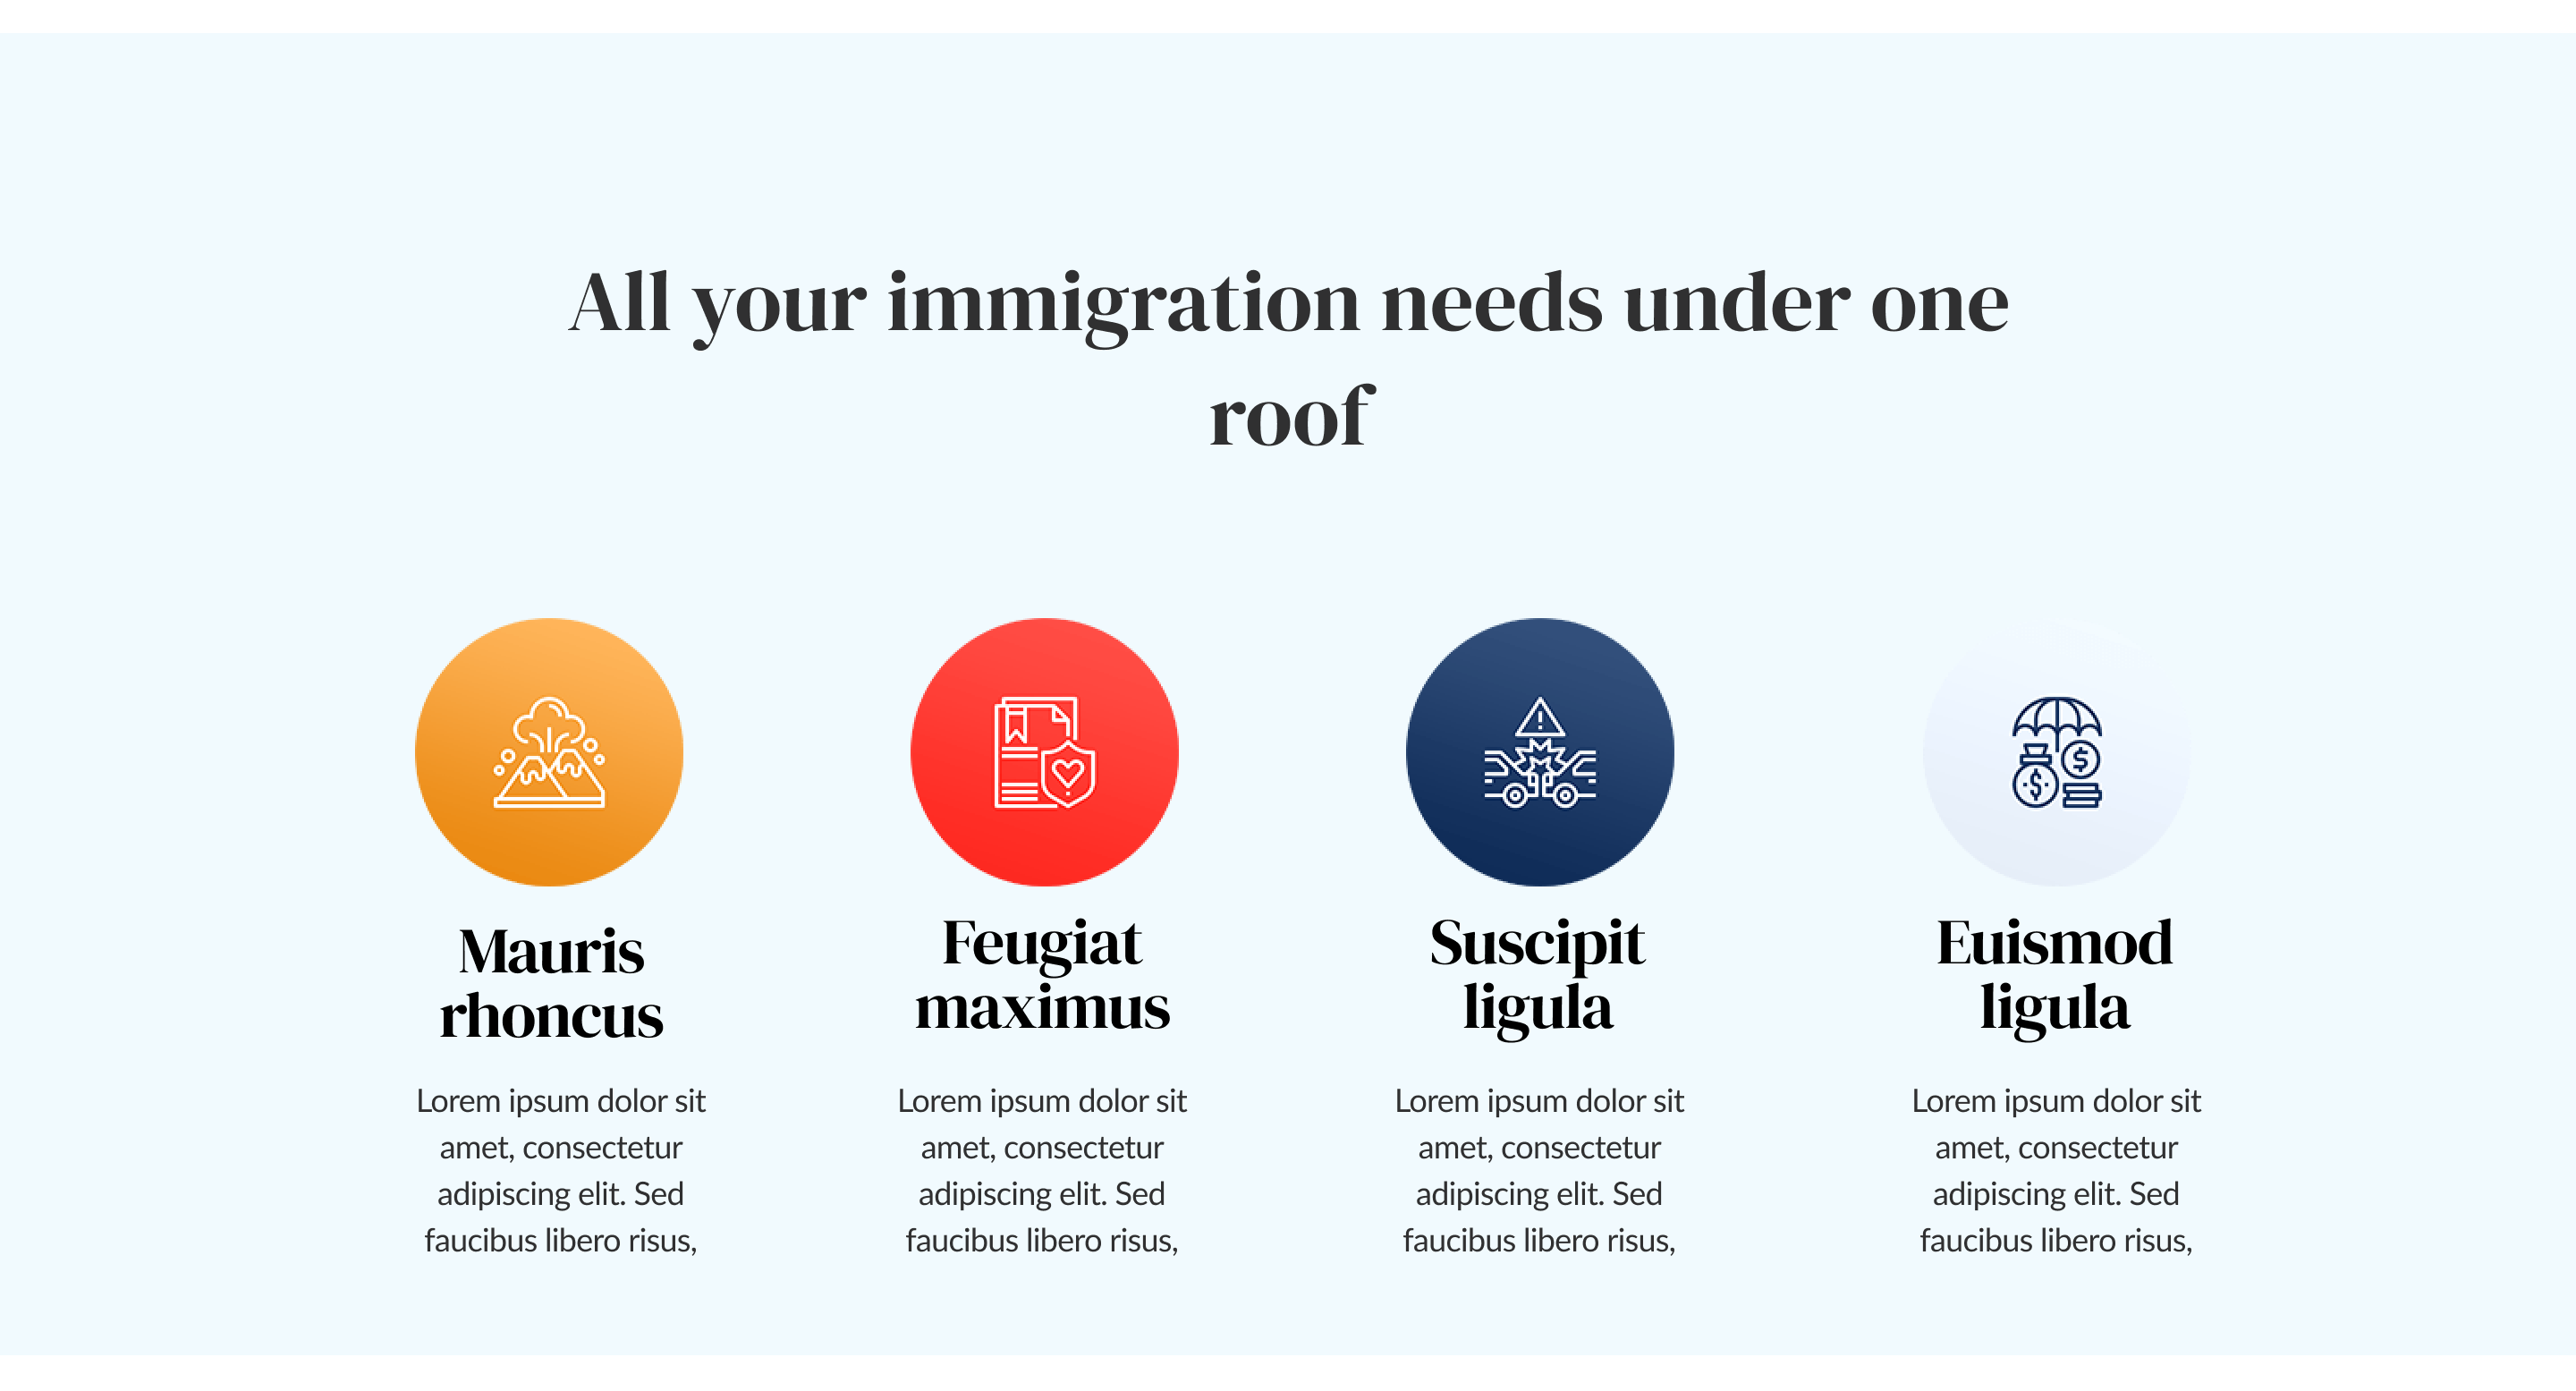 All your immigration needs under one
roof
Mauris
rhoncus
Lorem ipsum dolor sit
amet, consectetur
adipiscing elit. Sed
faucibus libero risus,
Feugiat
maximus
Lorem ipsum dolor sit
amet, consectetur
adipiscing elit. Sed
faucibus libero risus,
Suscipit
ligula
Lorem ipsum dolor sit
amet, consectetur
adipiscing elit. Sed
faucibus libero risus,
Euismod
ligula
Lorem ipsum dolor sit
amet, consectetur
adipiscing elit. Sed
faucibus libero risus,